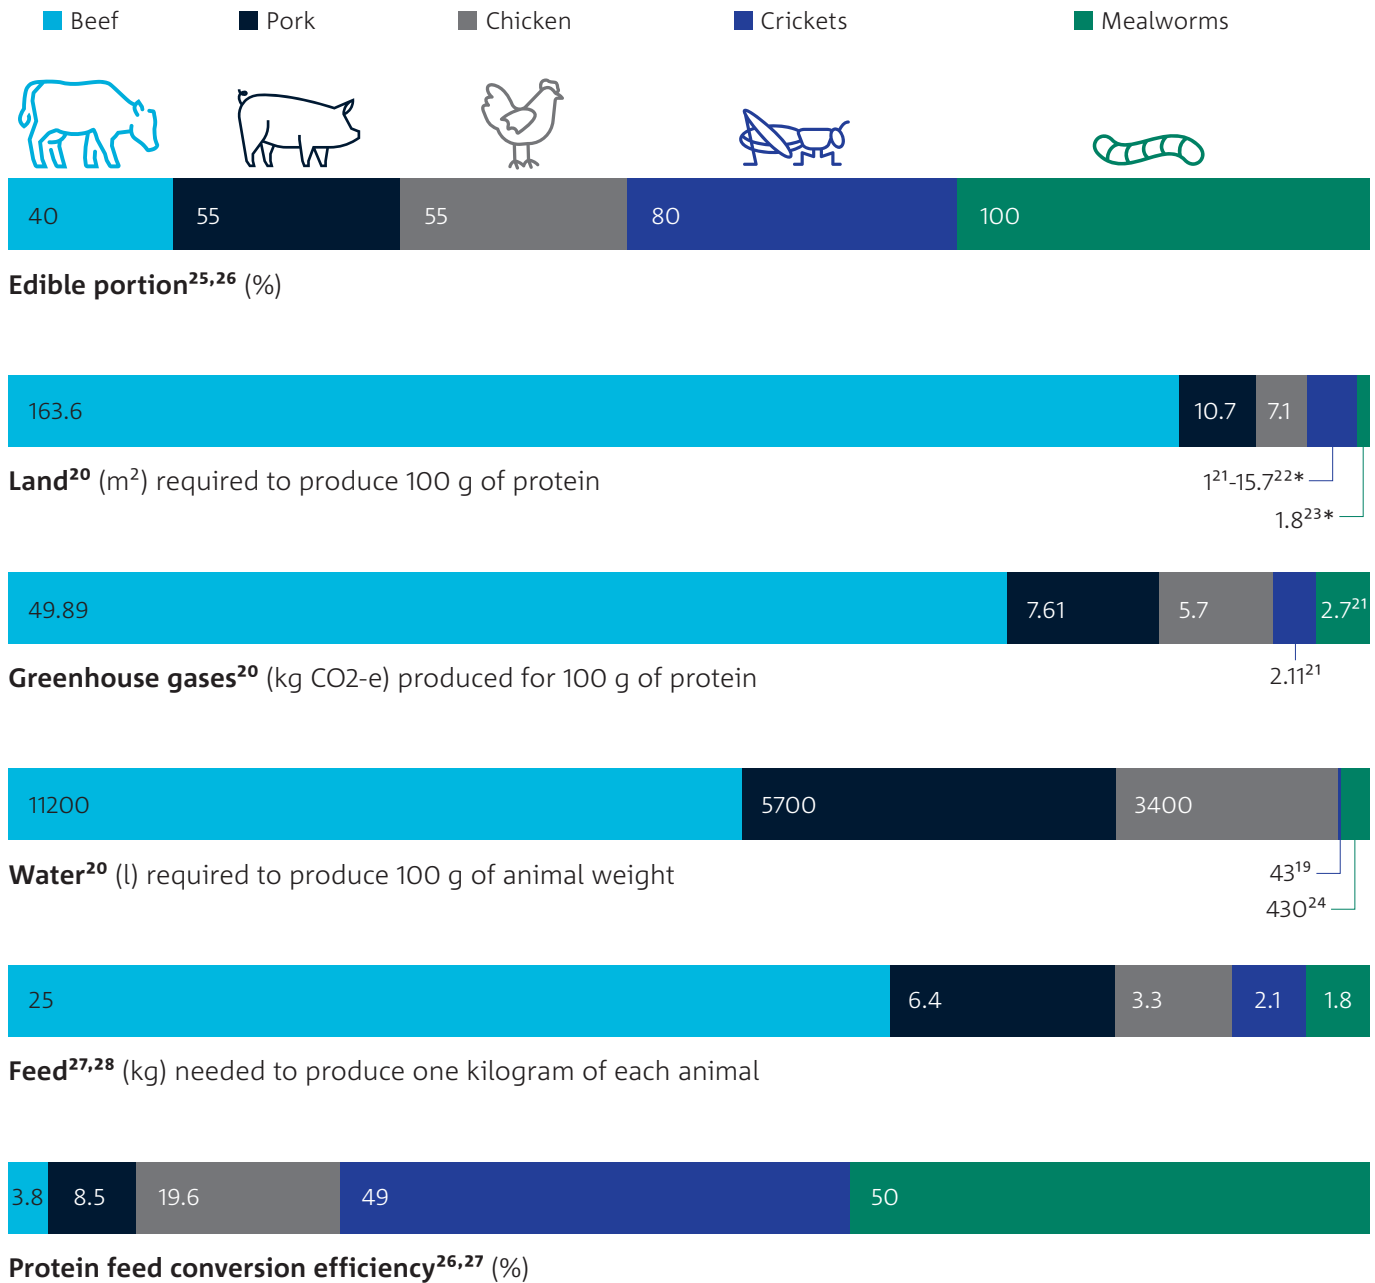 Beef Pork Chicken Crickets Mealworms
40 55 55 80 100
Edible portion²⁵,²⁶ (%)
163.6 10.7 7.1
Land²⁰ (m²) required to produce 100 g of protein
1²¹-15.7²²*
1.8²³*
49.89 7.61 5.7 2.7²¹
Greenhouse gases²⁰ (kg CO2-e) produced for 100 g of protein
2.11²¹
11200 5700 3400
Water²⁰ (l) required to produce 100 g of animal weight
43¹⁹
430²⁴
25 6.4 3.3 2.1 1.8
Feed²⁷,²⁸ (kg) needed to produce one kilogram of each animal
3.8 8.5 19.6 49 50
Protein feed conversion efficiency²⁶,²⁷ (%)